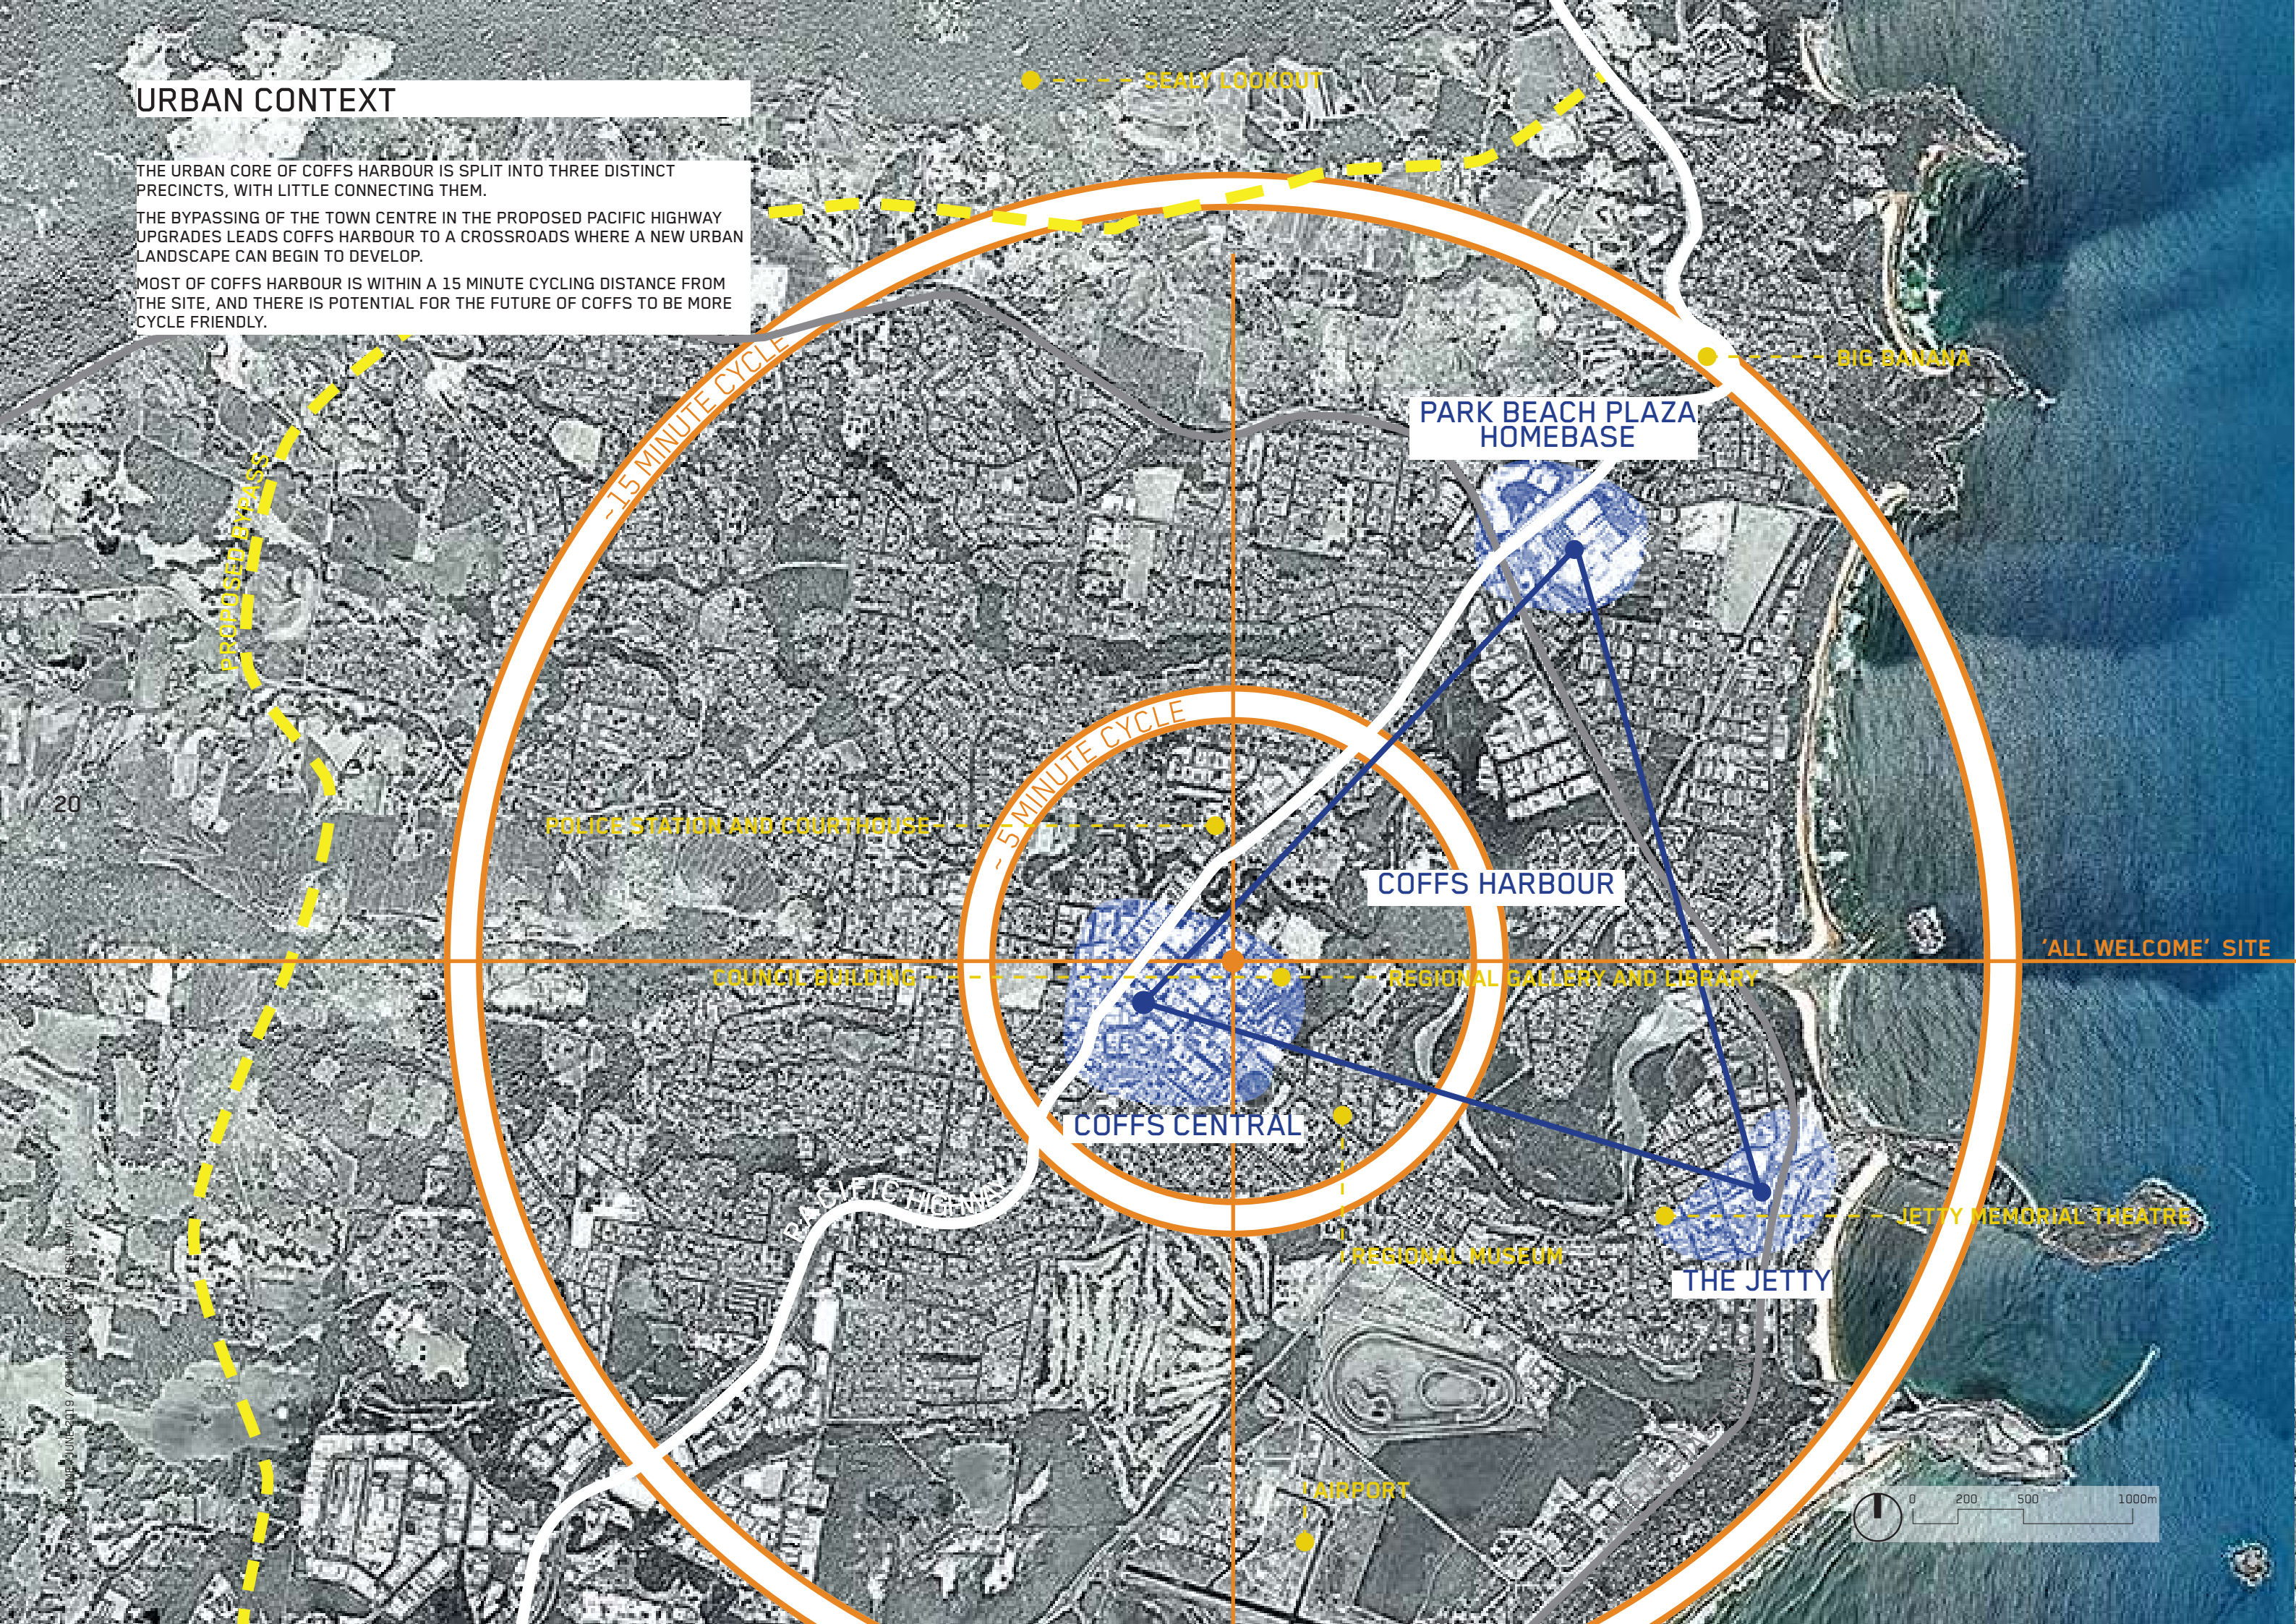 URBAN CONTEXT
THE URBAN CORE OF COFFS HARBOUR IS SPLIT INTO THREE DISTINCT
PRECINCTS, WITH LITTLE CONNECTING THEM.
THE BYPASSING OF THE TOWN CENTRE IN THE PROPOSED PACIFIC HIGHWAY
UPGRADES LEADS COFFS HARBOUR TO A CROSSROADS WHERE A NEW URBAN
LANDSCAPE CAN BEGIN TO DEVELOP.
MOST OF COFFS HARBOUR IS WITHIN A 15 MINUTE CYCLING DISTANCE FROM
THE SITE, AND THERE IS POTENTIAL FOR THE FUTURE OF COFFS TO BE MORE
CYCLE FRIENDLY.
SEALY LOOKOUT
BIG BANANA
~15 MINUTE CYCLE
PARK BEACH PLAZA
HOMEBASE
PROPOSED BYPASS
~ 5 MINUTE CYCLE
20
POLICE STATION AND COURTHOUSE
COFFS HARBOUR
'ALL WELCOME' SITE
COUNCIL BUILDING
REGIONAL GALLERY AND LIBRARY
COFFS CENTRAL
PACIFIC HIGHWAY
JETTY MEMORIAL THEATRE
REGIONAL MUSEUM
THE JETTY
AIRPORT
0 200 500 1000m